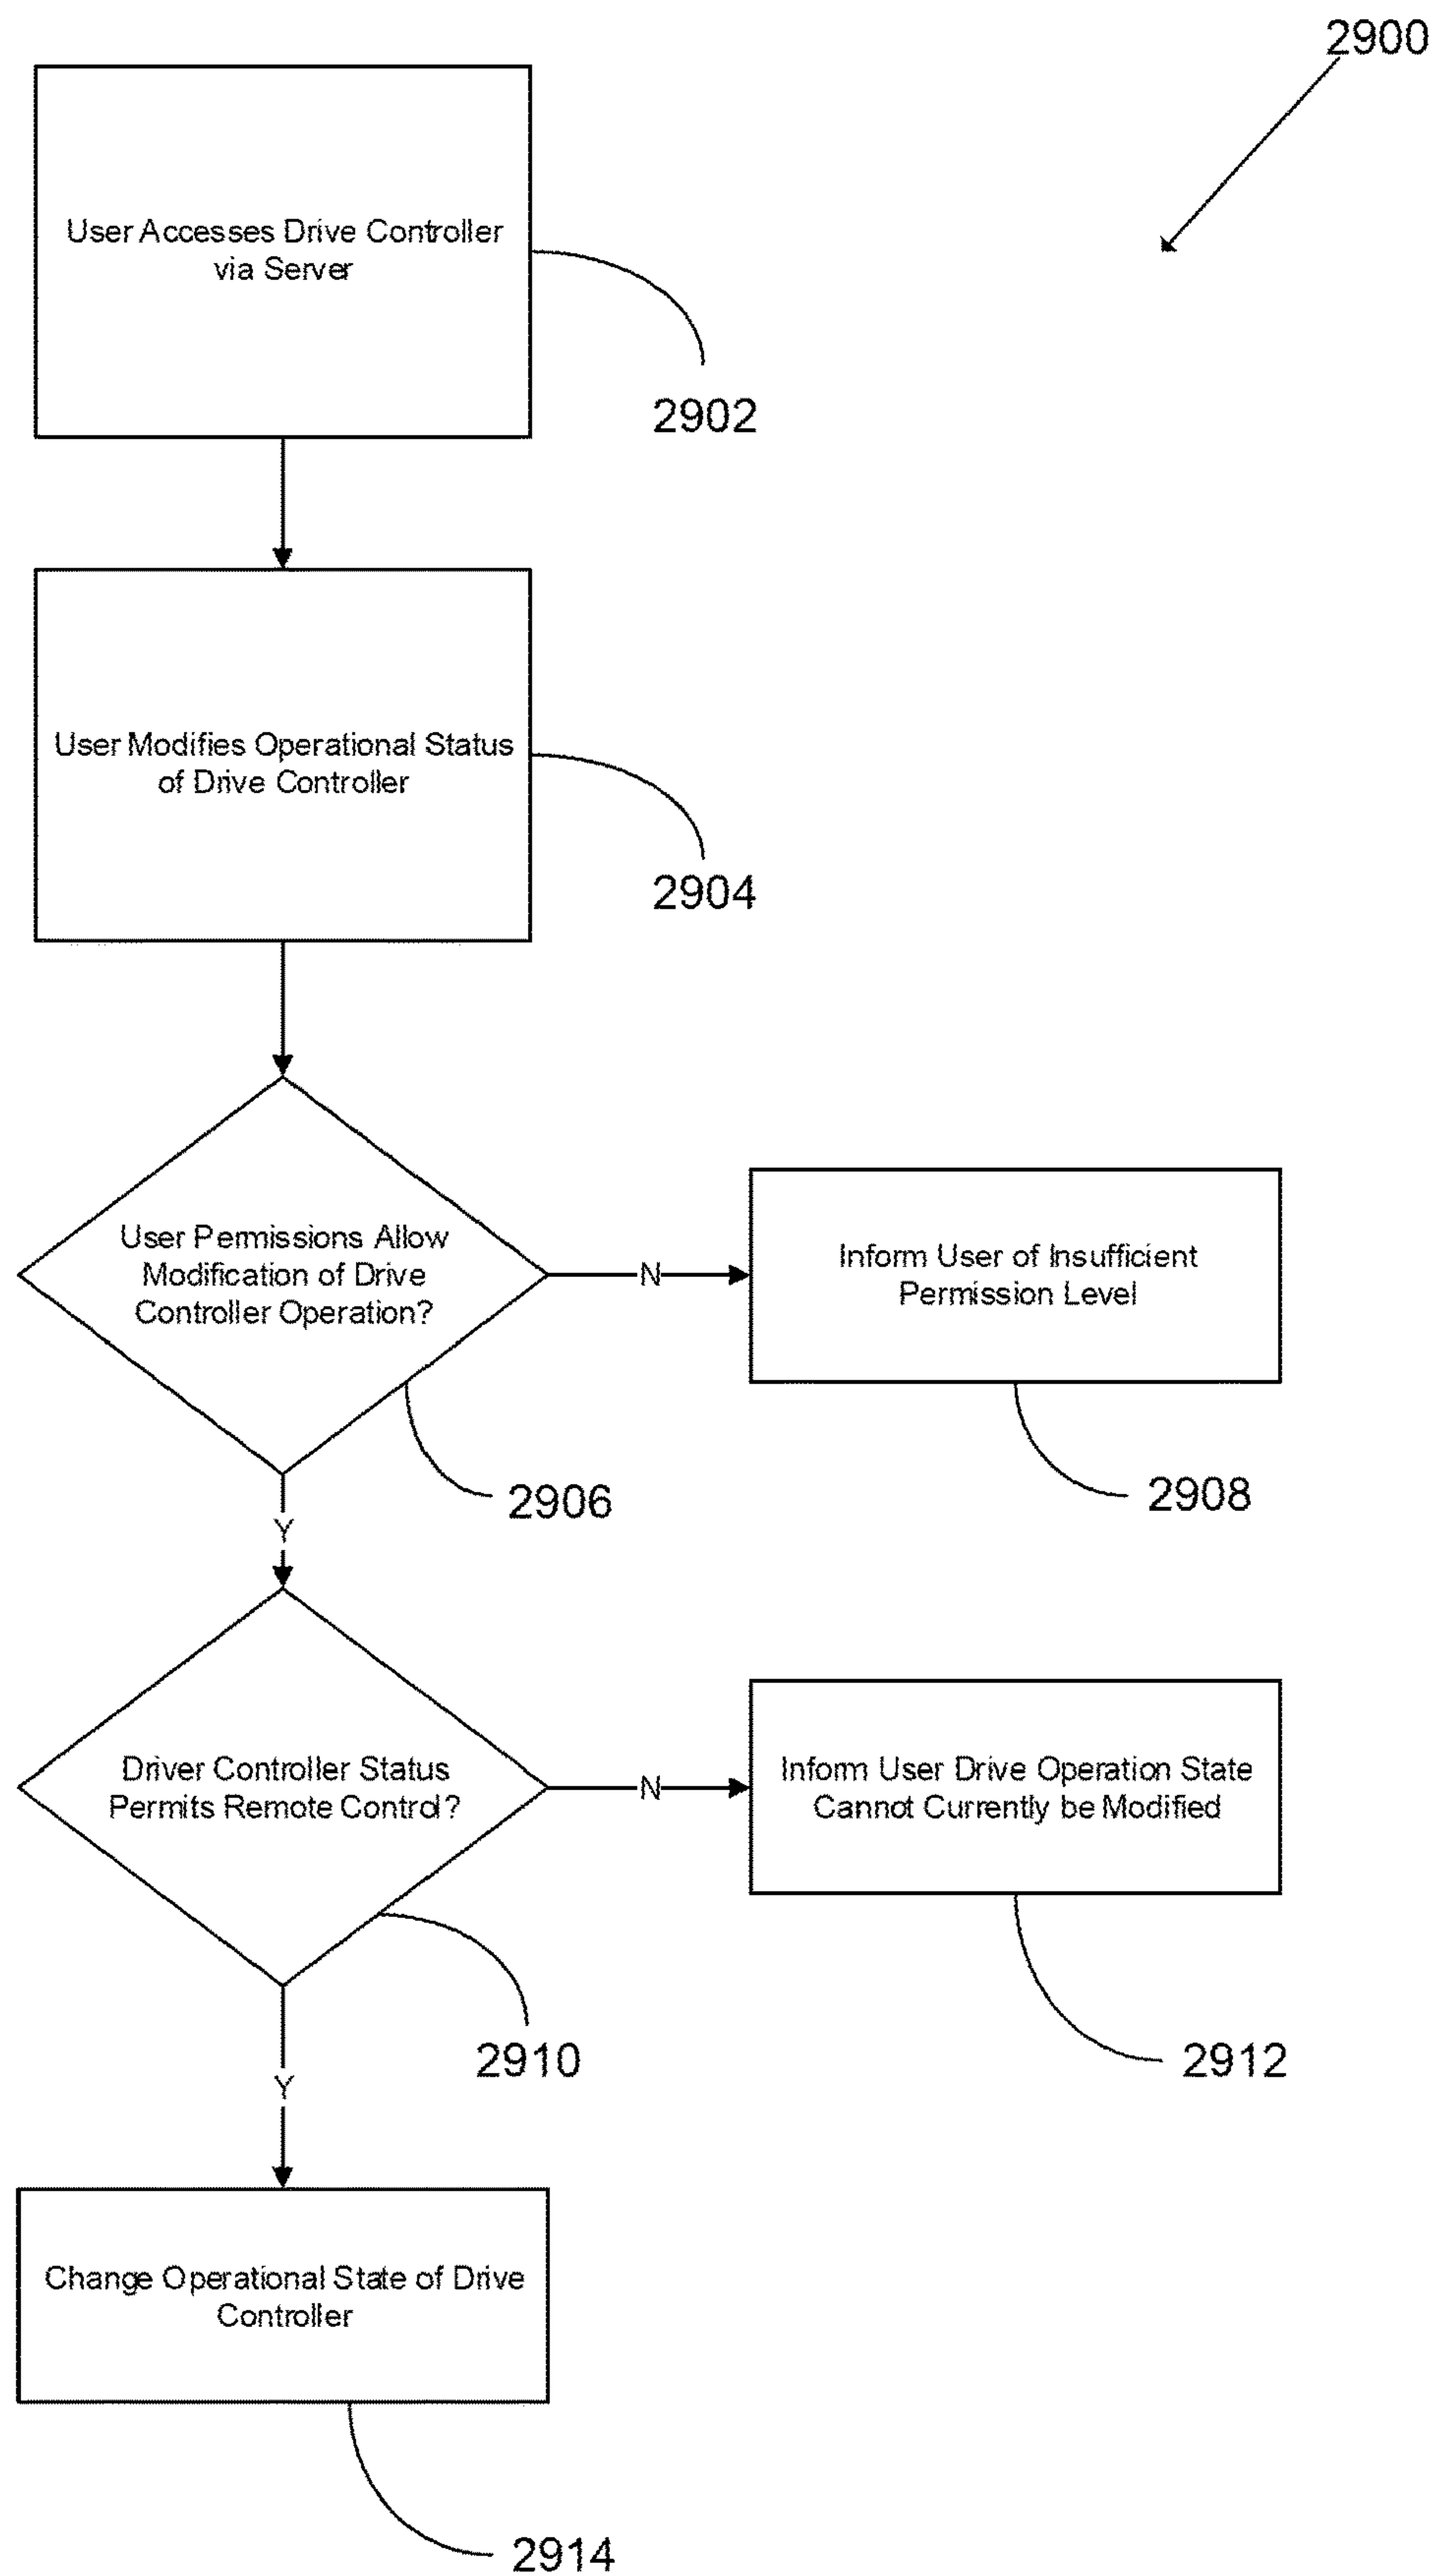 2900
User Accesses Drive Controller
via Server
2902
User Modifies Operational Status
of Drive Controller
2904
User Permissions Allow
Modification of Drive
Controller Operation?
N
Inform User of Insufficient
Permission Level
2906
2908
Y
Driver Controller Status
Permits Remote Control?
N
Inform User Drive Operation State
Cannot Currently be Modified
2910
2912
Y
Change Operational State of Drive
Controller
2914